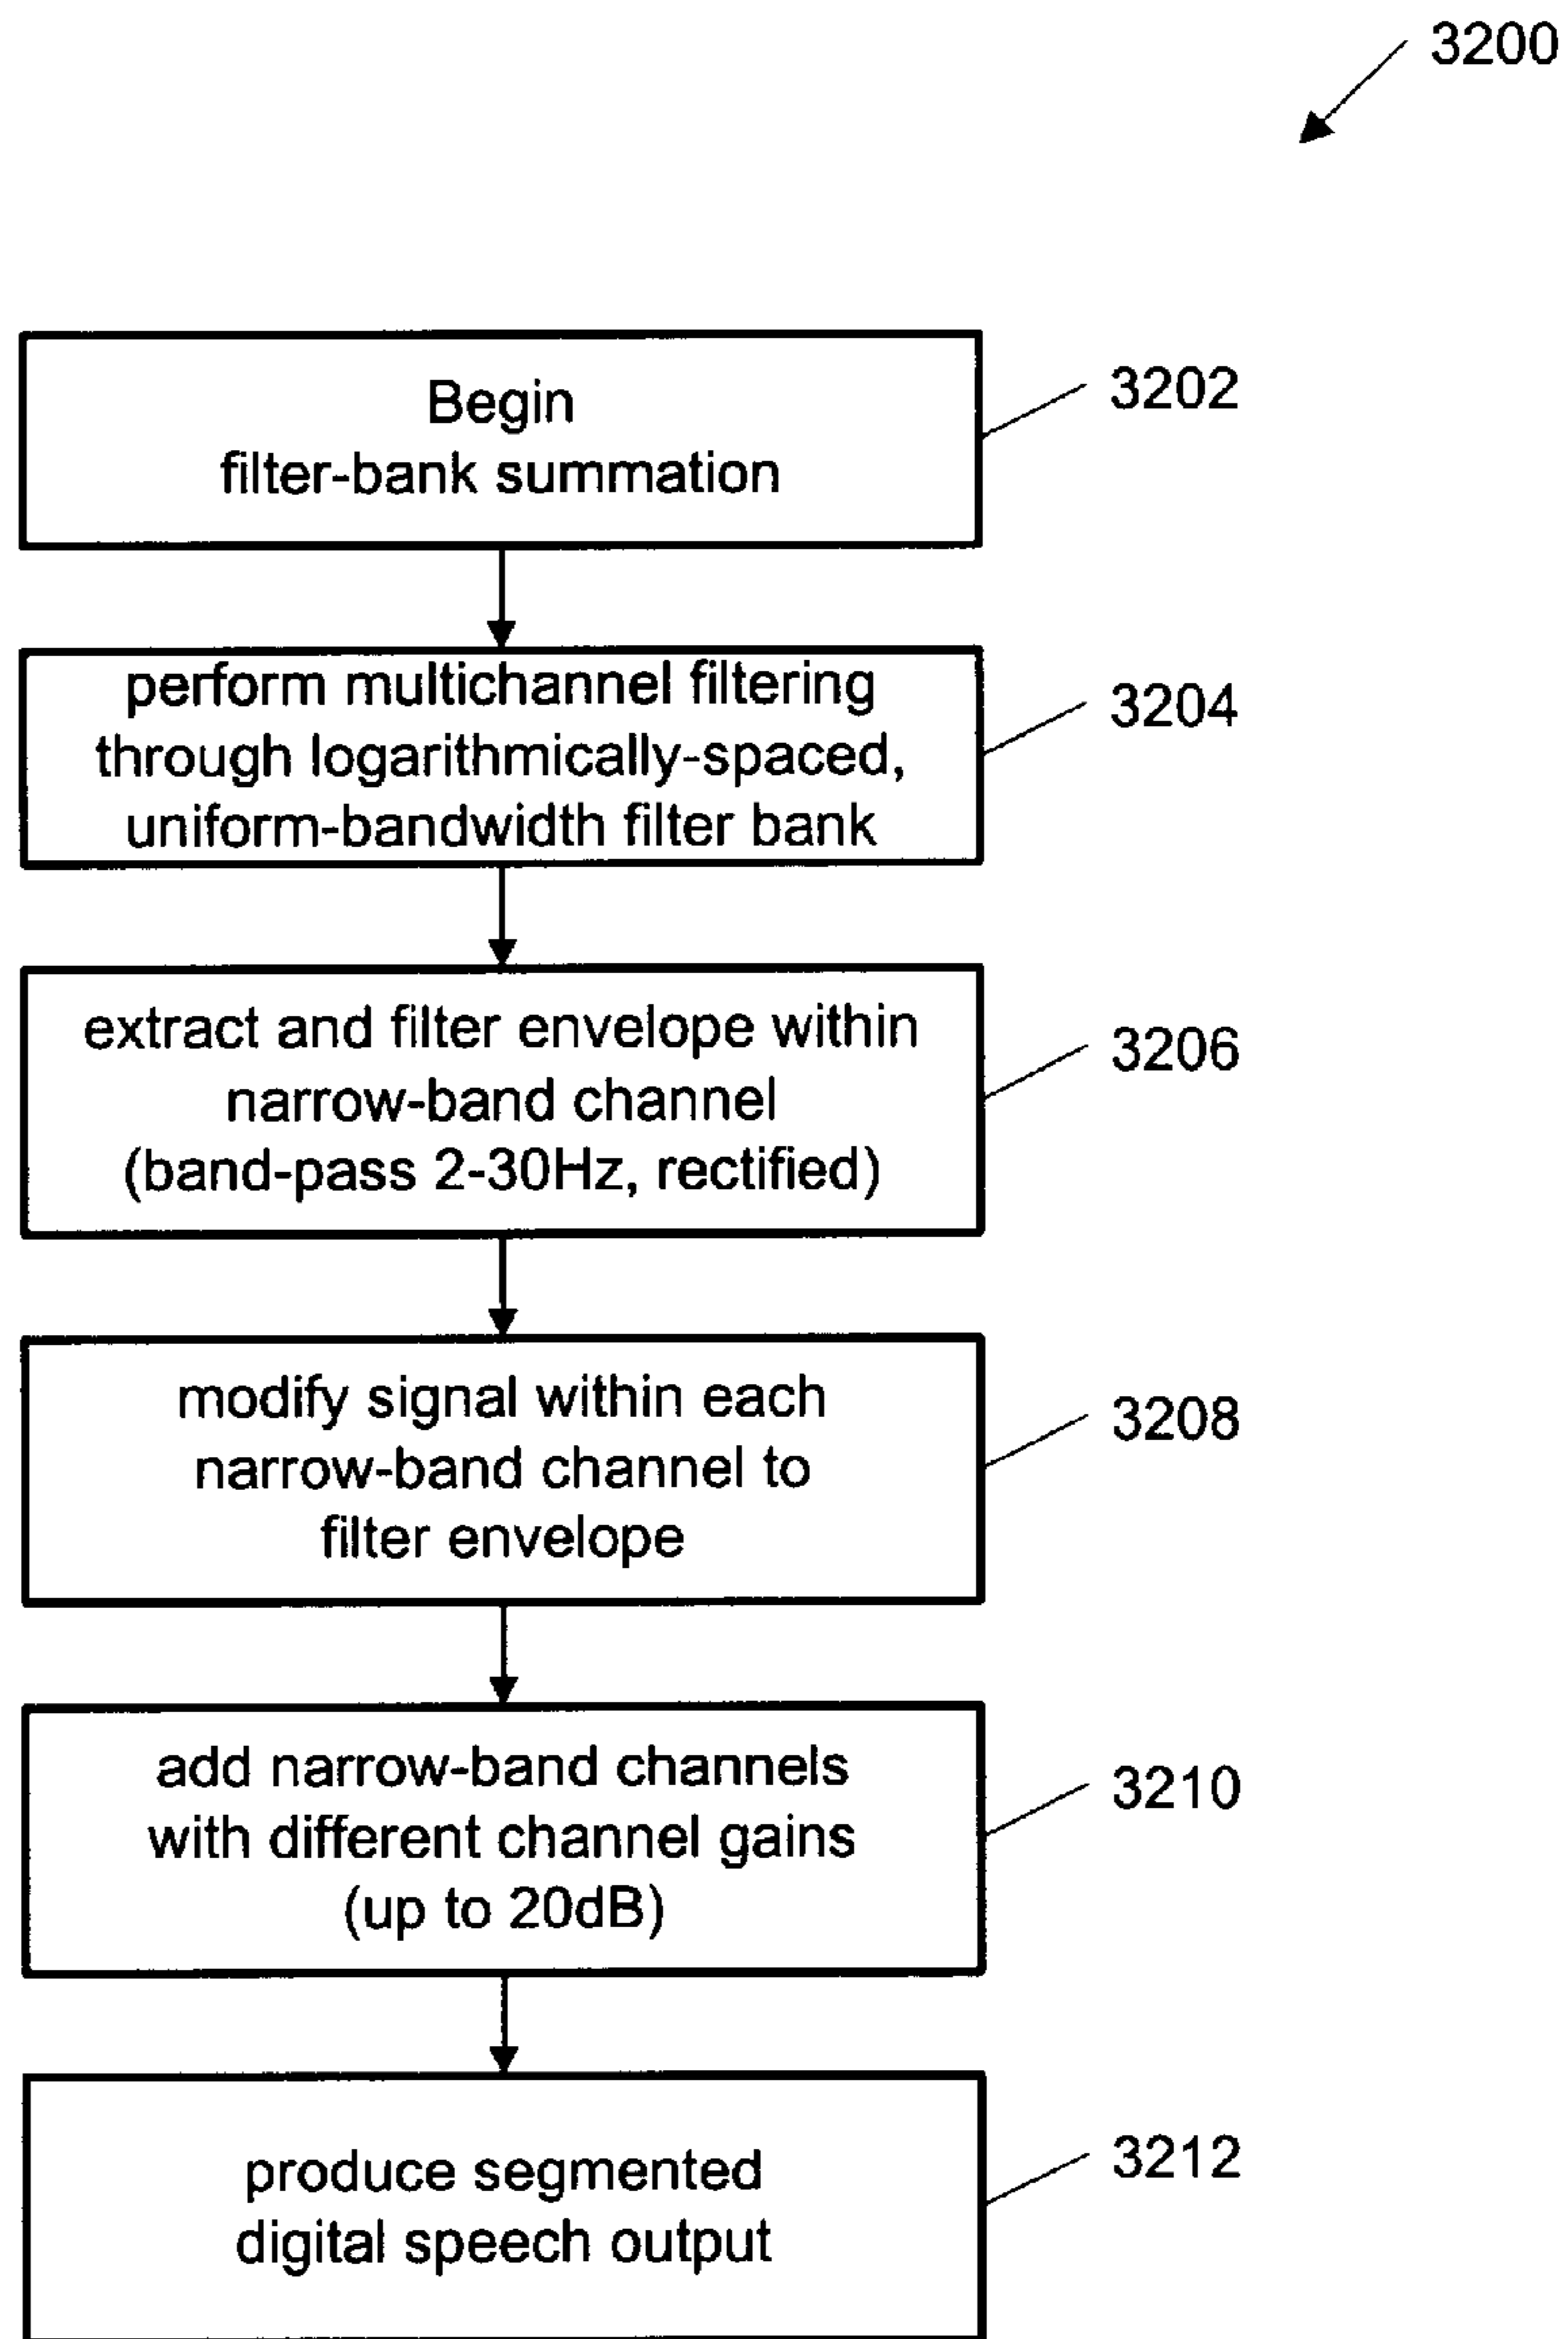 3200
Begin
filter-bank summation
3202
perform multichannel filtering
through logarithmically-spaced,
uniform-bandwidth filter bank
3204
extract and filter envelope within
narrow-band channel
(band-pass 2-30Hz, rectified)
3206
modify signal within each
narrow-band channel to
filter envelope
3208
add narrow-band channels
with different channel gains
(up to 20dB)
3210
produce segmented
digital speech output
3212